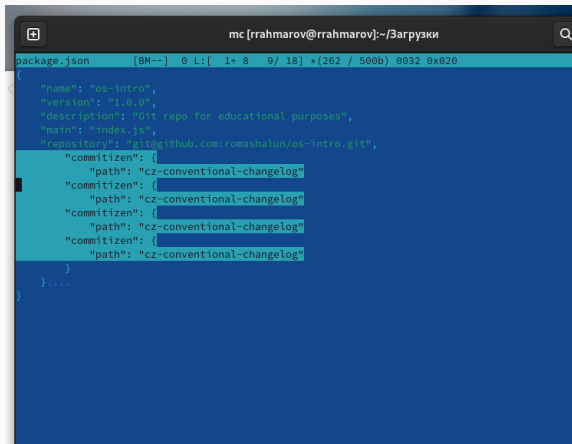 mc [rrahmarov@rrahmarov]:~/Загрузки
package.json [BM--] 0 L:[ 1+ 8 9/ 18] *(262 / 500b) 0032 0x020
{
"name": "os-intro",
"version": "1.0.0",
"description": "Git repo for educational purposes",
"main": "index.js",
"repository": "git@github.com:romashalun/os-intro.git",
"commitizen": {
"path": "cz-conventional-changelog"
"commitizen": {
"path": "cz-conventional-changelog"
"commitizen": {
"path": "cz-conventional-changelog"
"commitizen": {
"path": "cz-conventional-changelog"
}
}....
}